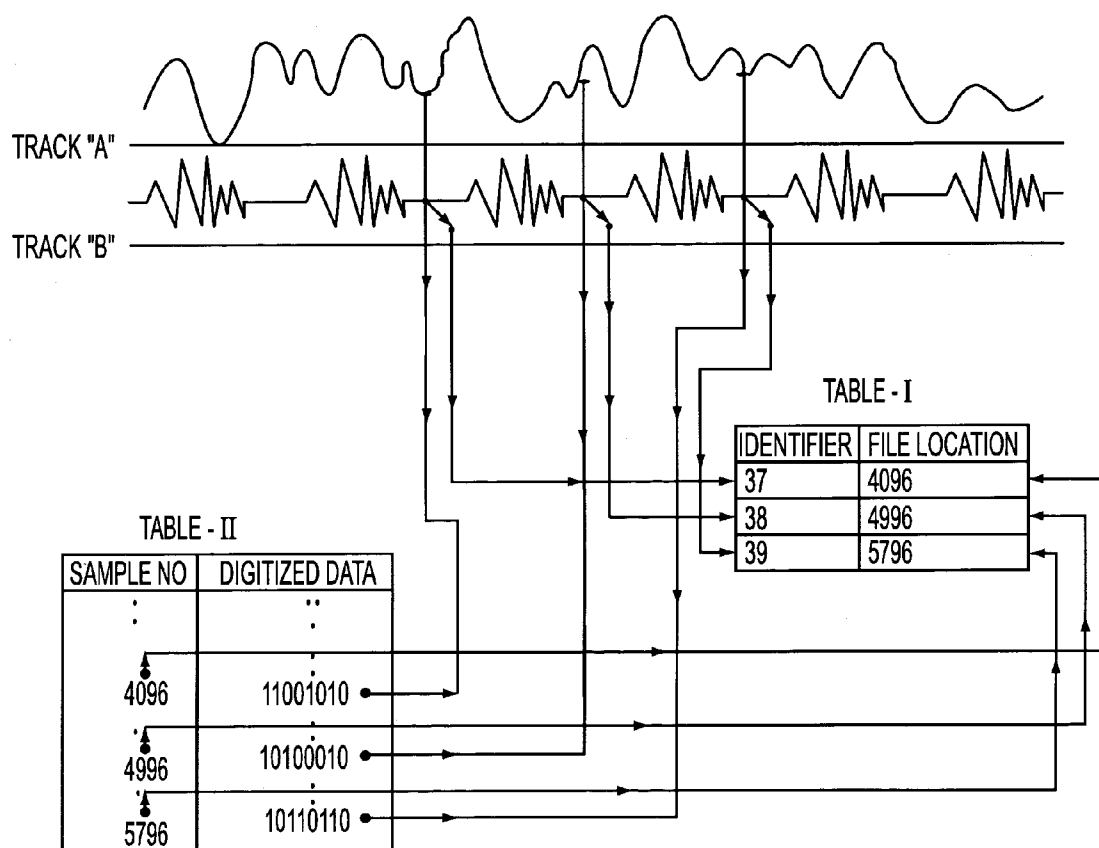 TRACK "A"
TRACK "B"
TABLE - I
IDENTIFIER FILE LOCATION
37 4096
38 4996
39 5796
TABLE - II
SAMPLE NO DIGITIZED DATA
4096 11001010
4996 10100010
5796 10110110